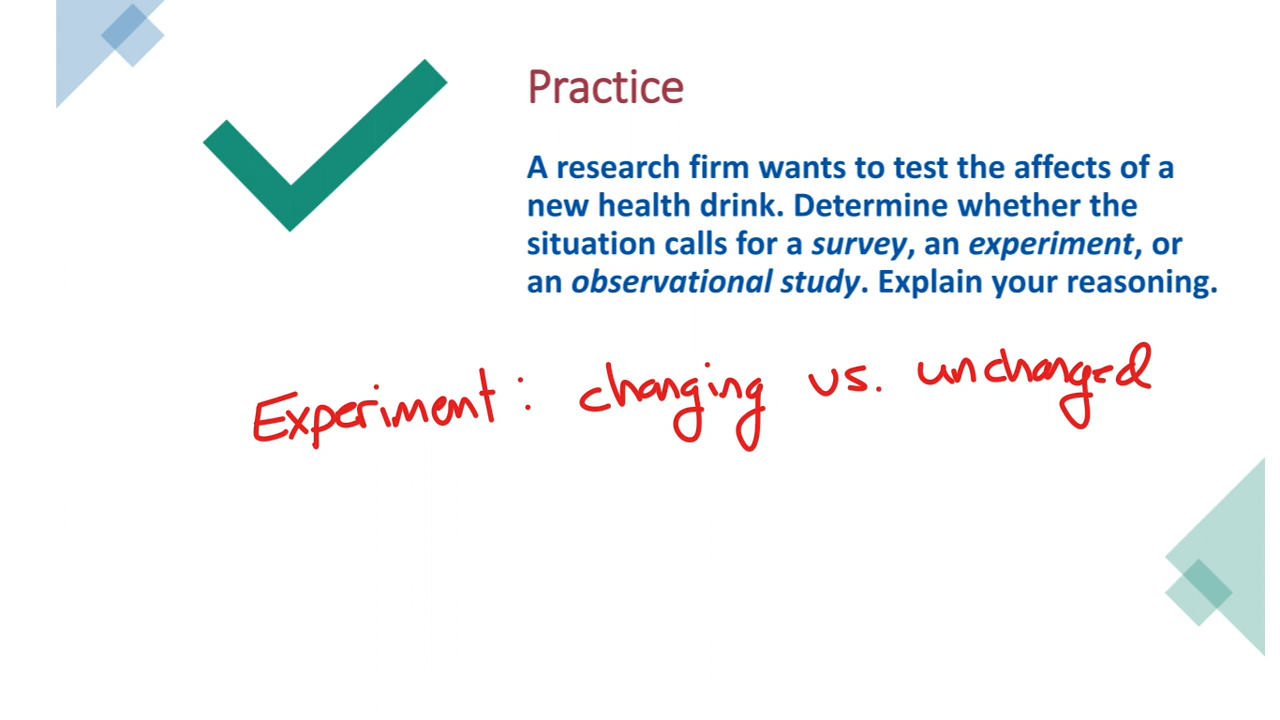 Practice
A research firm wants to test the affects of a
new health drink. Determine whether the
situation calls for a survey, an experiment, or
an observational study. Explain your reasoning.
Experiment: changing vs. unchanged